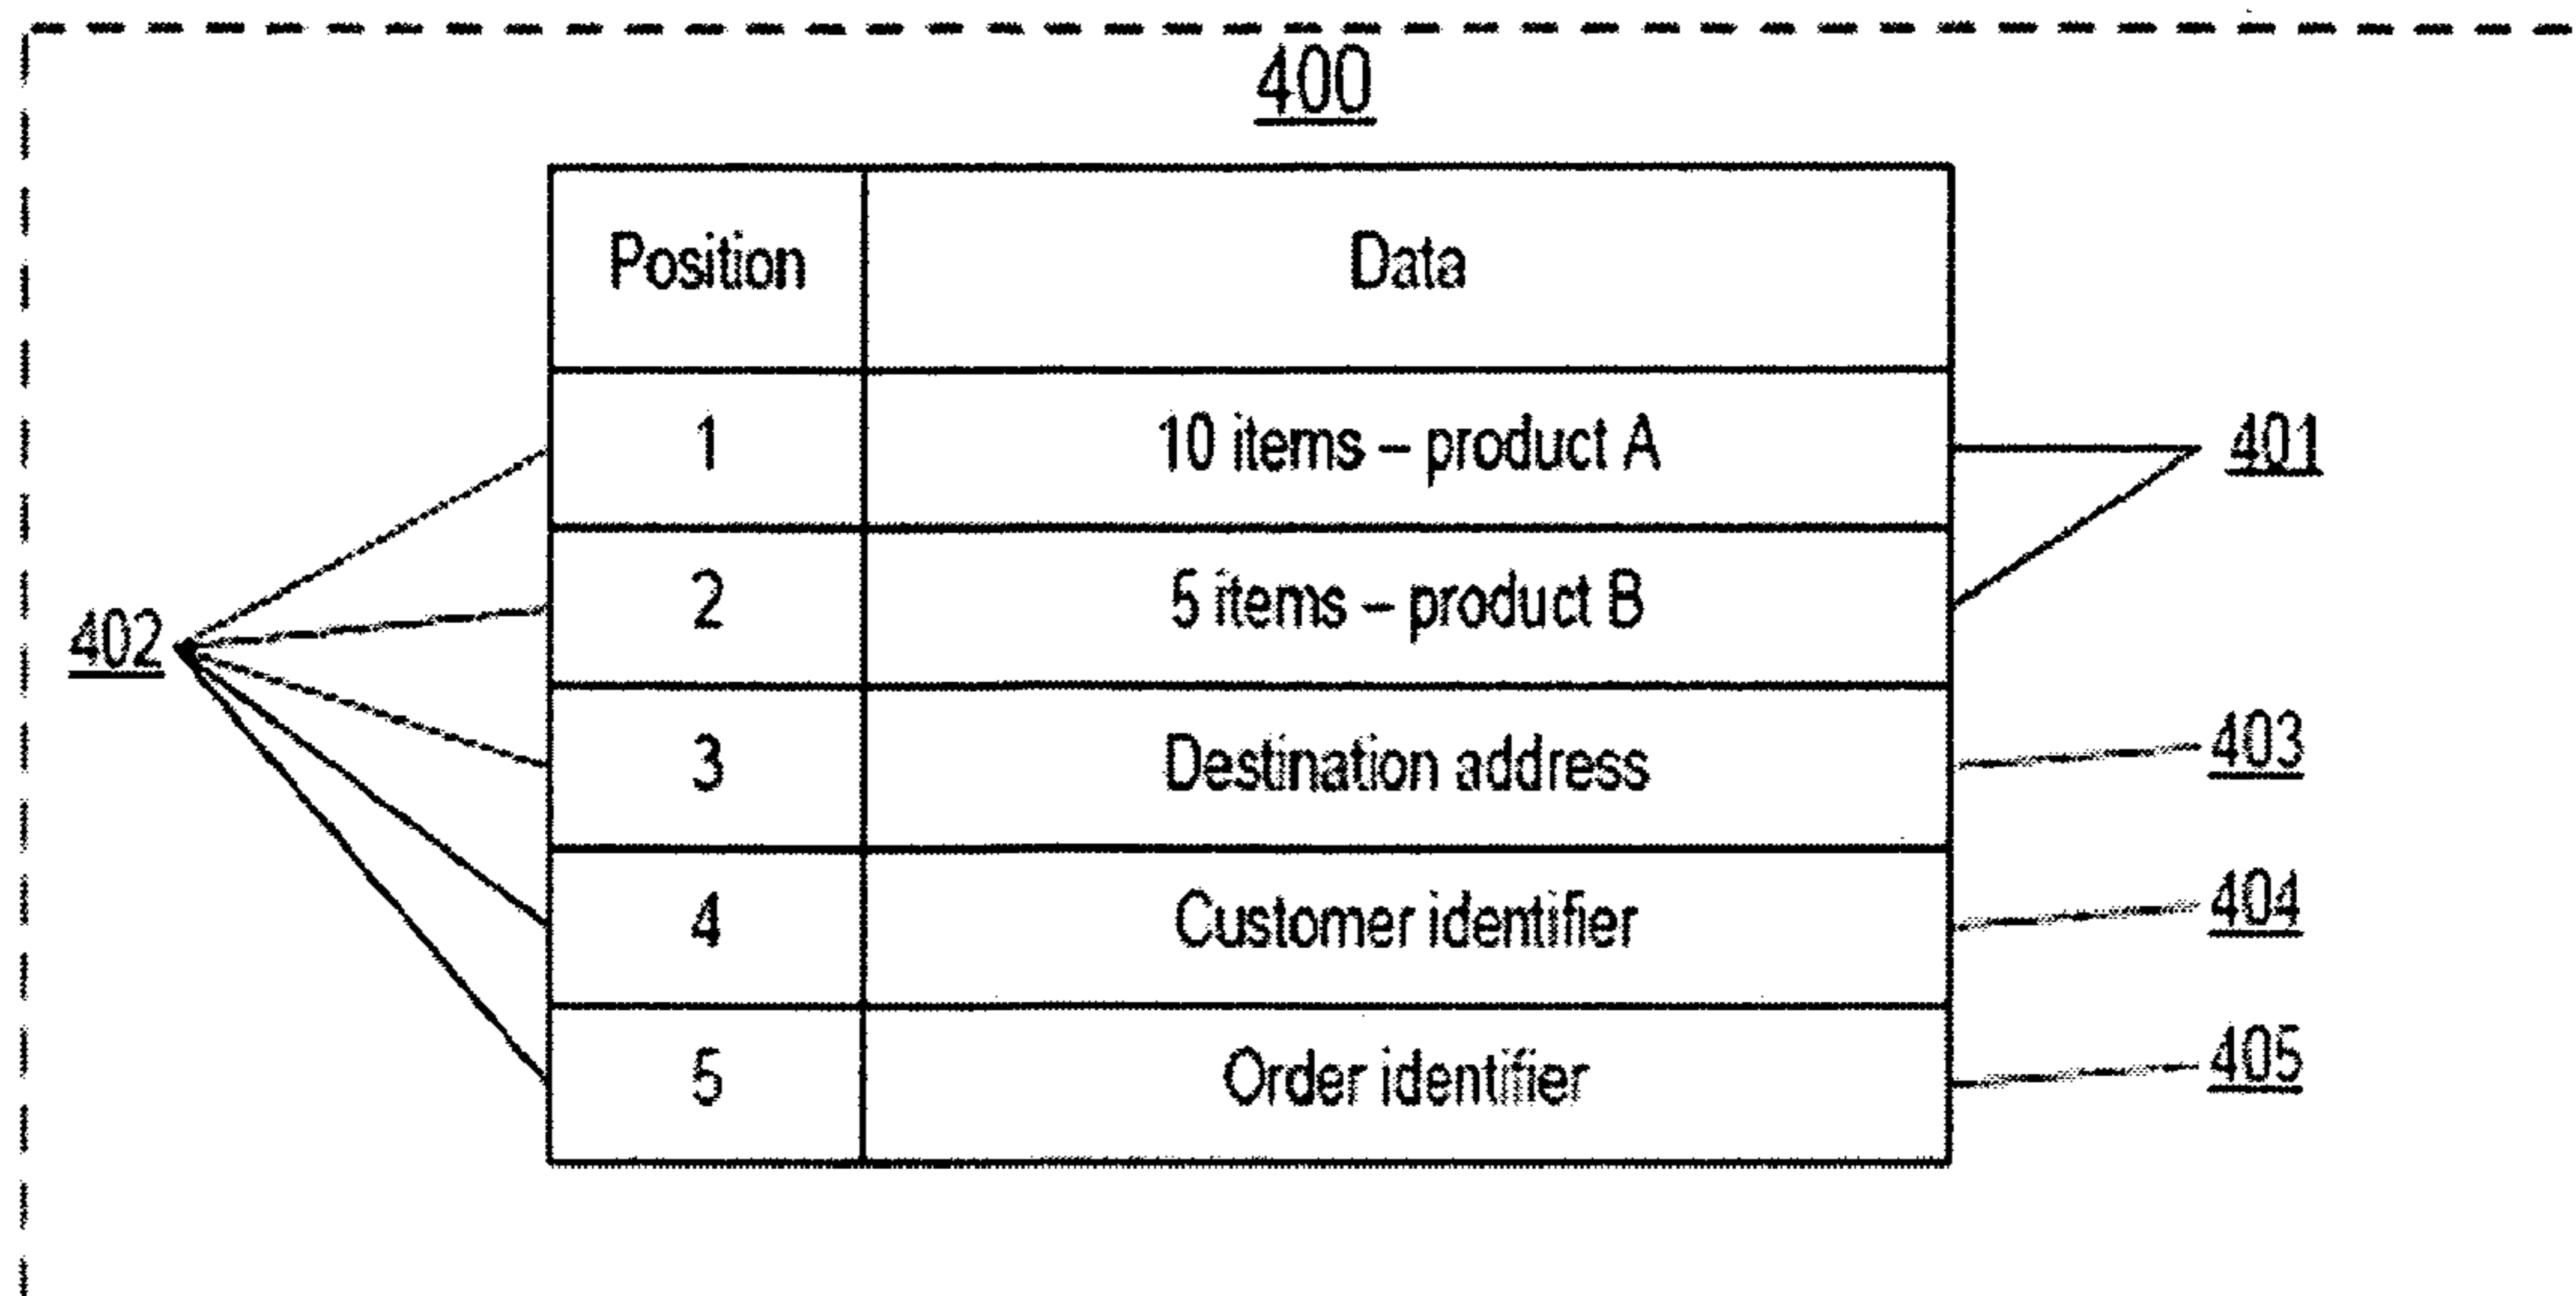 400
Position Data
1 10 items – product A 401
2 5 items – product B
402
3 Destination address 403
4 Customer identifier 404
5 Order identifier 405